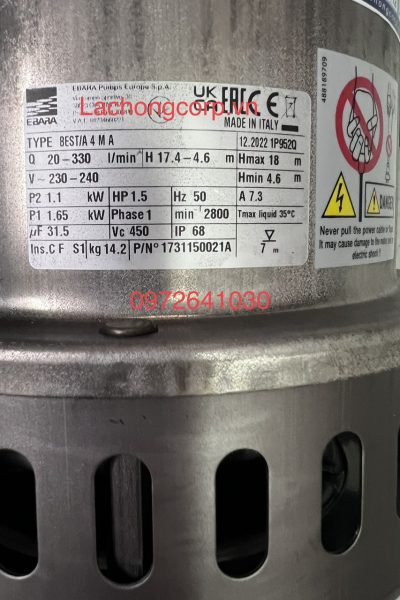 EBARA
EBARA Pumps Europe S.p.A.
Lachongcorp.vn
UK CA EAC CE
MADE IN ITALY
TYPE BEST/A 4 M A 12.2022 1P952Q
Q 20-330 l/min H 17.4-4.6 m Hmax 18 m
V ~230-240 Hmin 4.6 m
P2 1.1 kW HP 1.5 Hz 50 A 7.3
P1 1.65 kW Phase 1 min⁻¹ 2800 Tmax liquid 35°C
µF 31.5 Vc 450 IP 68
Ins.C F S1 kg 14.2 P/N° 1731150021A
7 m
0972641030
488169709
DANGER
Never pull the power cable or float
It may cause damage to the motor
electric shock !